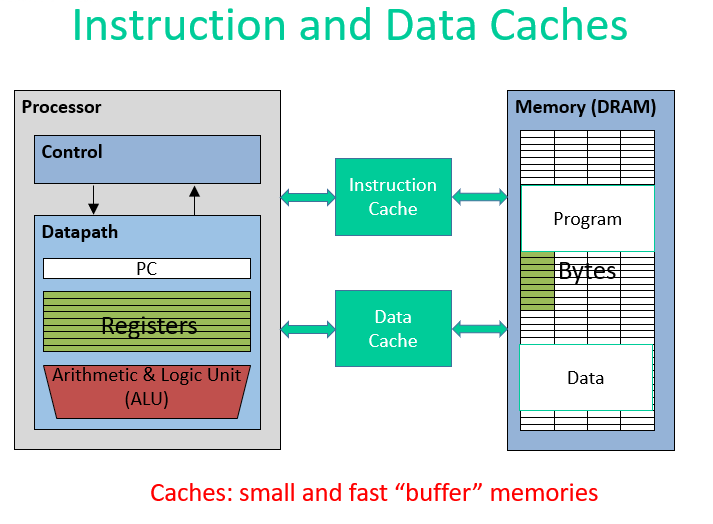 Instruction and Data Caches
Processor
Control
Datapath
PC
Registers
Arithmetic & Logic Unit
(ALU)
Instruction
Cache
Data
Cache
Memory (DRAM)
Program
Bytes
Data
Caches: small and fast “buffer” memories